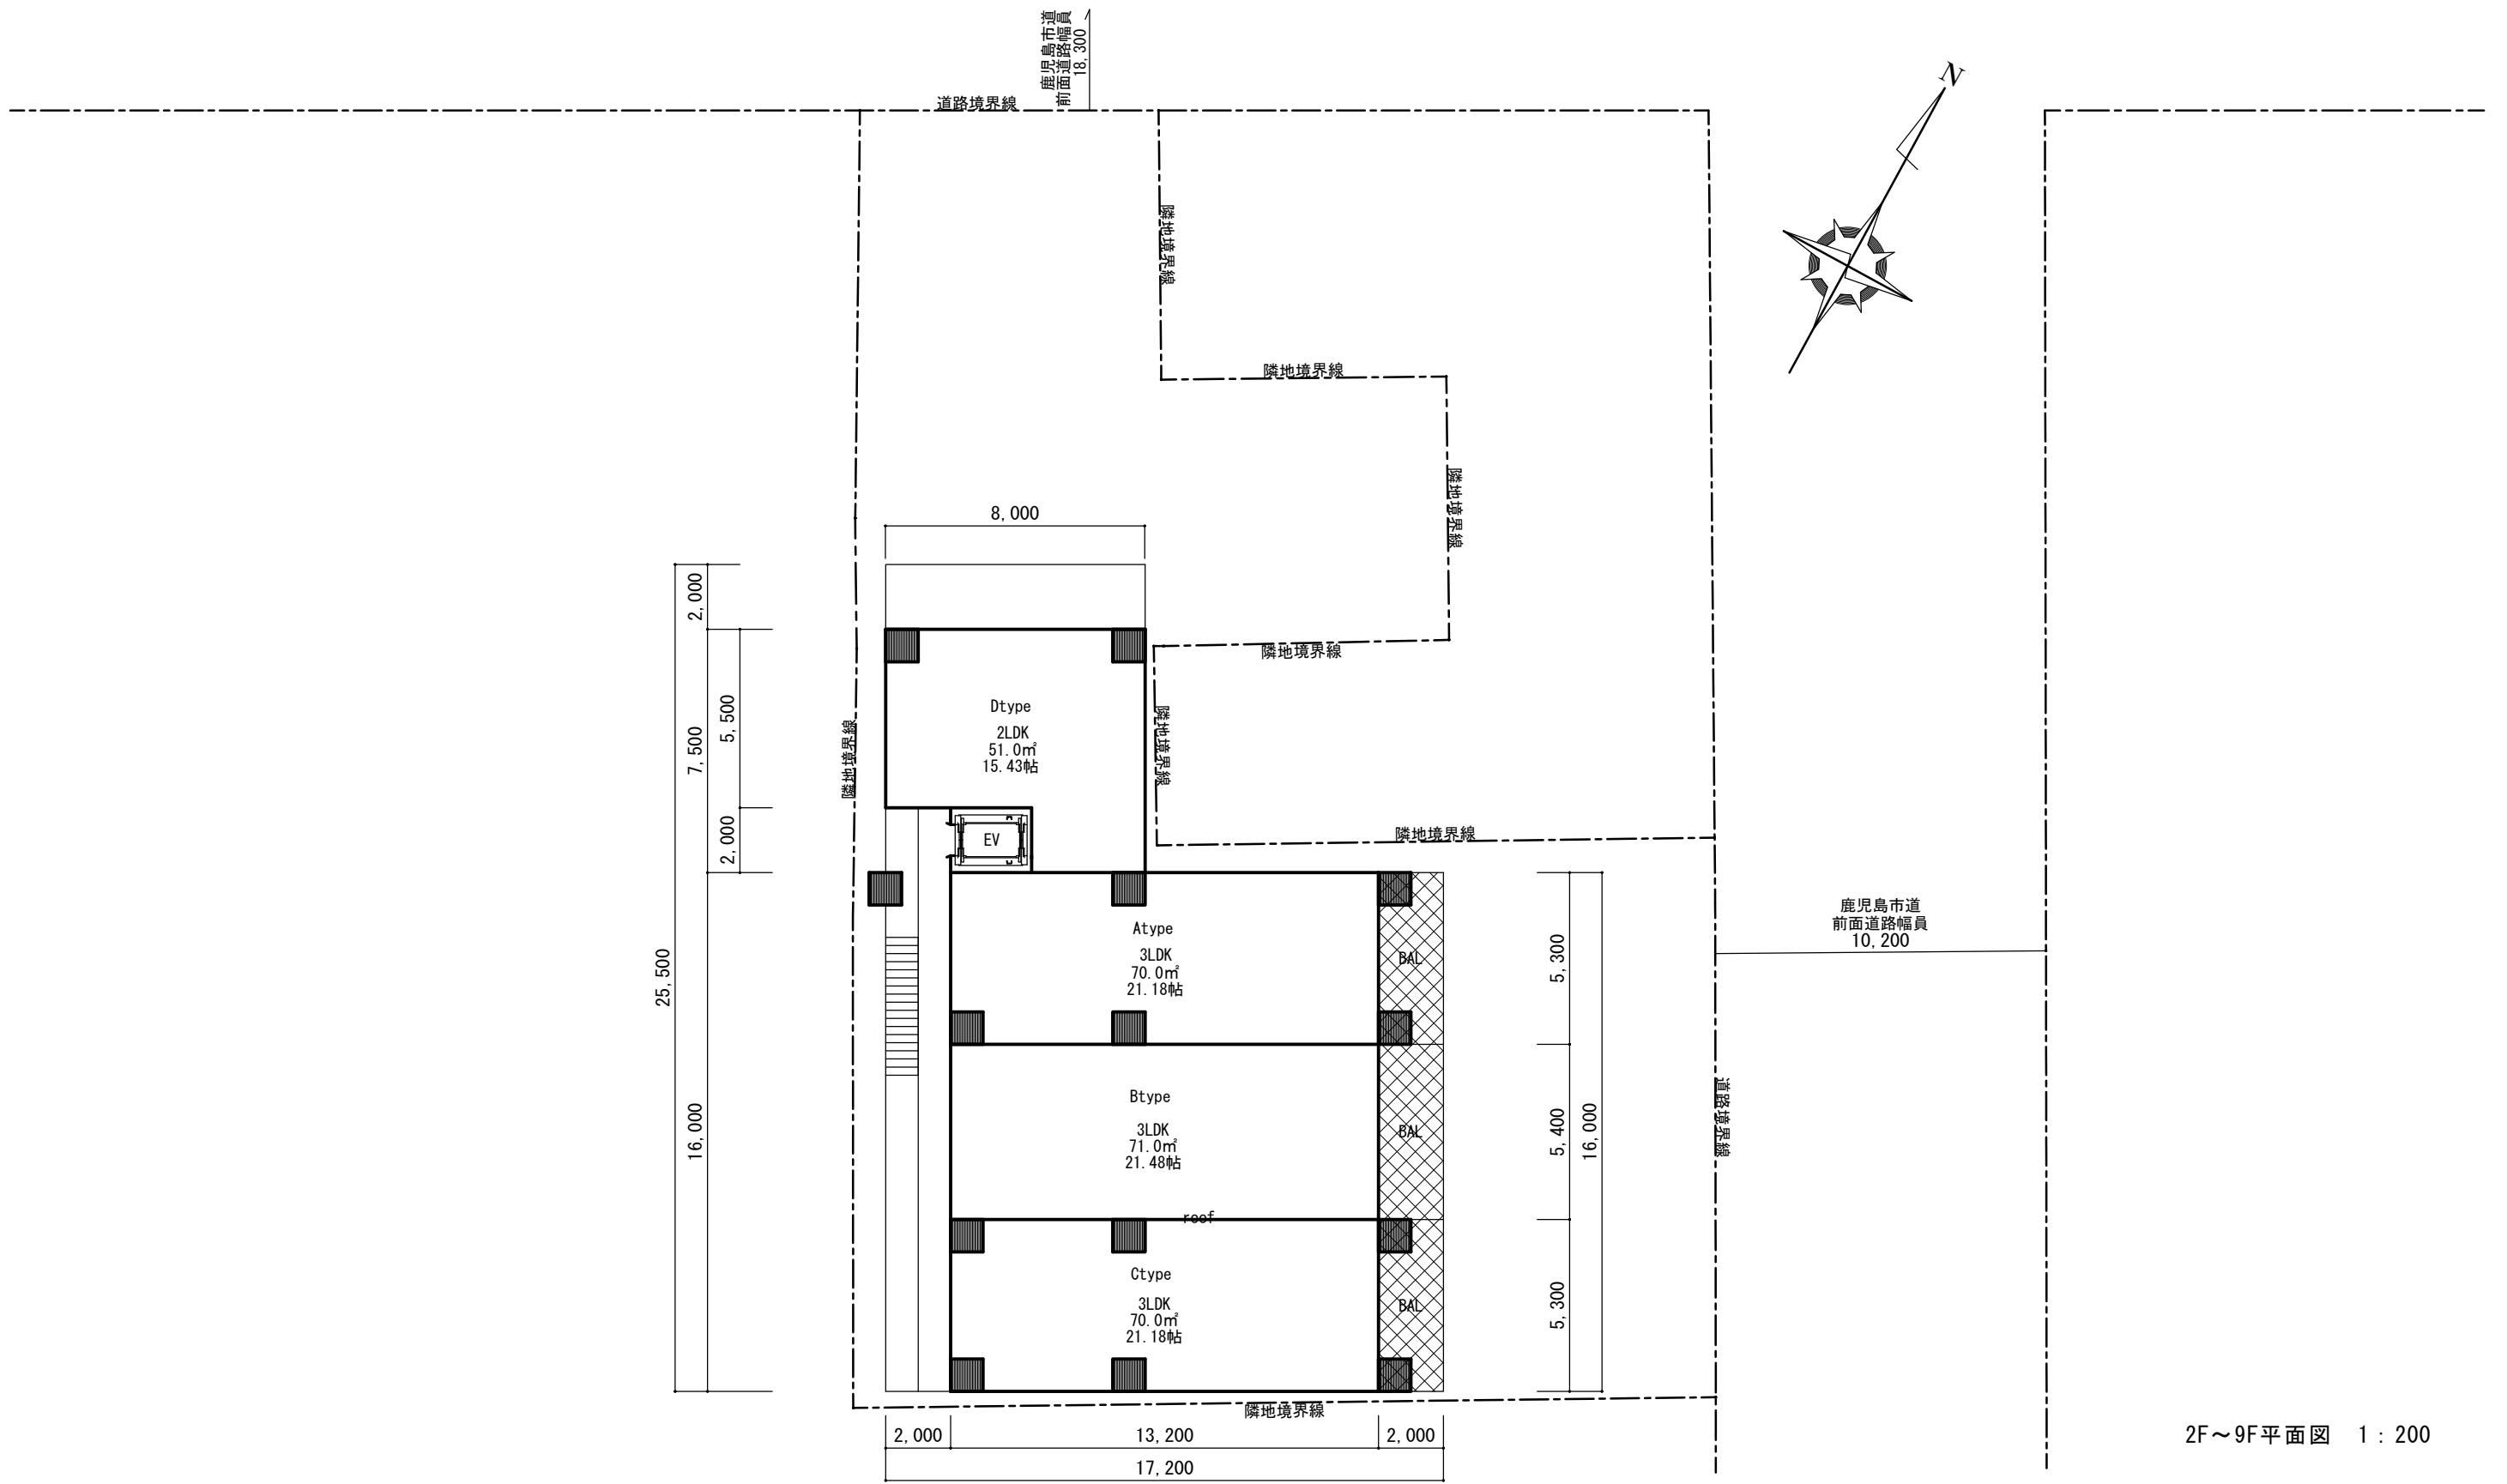 鹿児島市道
前面道路幅員
18,300
N
道路境界線
隣地境界線
隣地境界線
隣地境界線
隣地境界線
隣地境界線
隣地境界線
隣地境界線
8,000
2,000
7,500
5,500
2,000
25,500
16,000
Dtype
2LDK
51.0㎡
15.43帖
EV
Atype
3LDK
70.0㎡
21.18帖
BAL
Btype
3LDK
71.0㎡
21.48帖
BAL
roof
Ctype
3LDK
70.0㎡
21.18帖
BAL
5,300
5,400
5,300
16,000
鹿児島市道
前面道路幅員
10,200
道路境界線
隣地境界線
2,000
13,200
2,000
17,200
2F～9F平面図 1：200